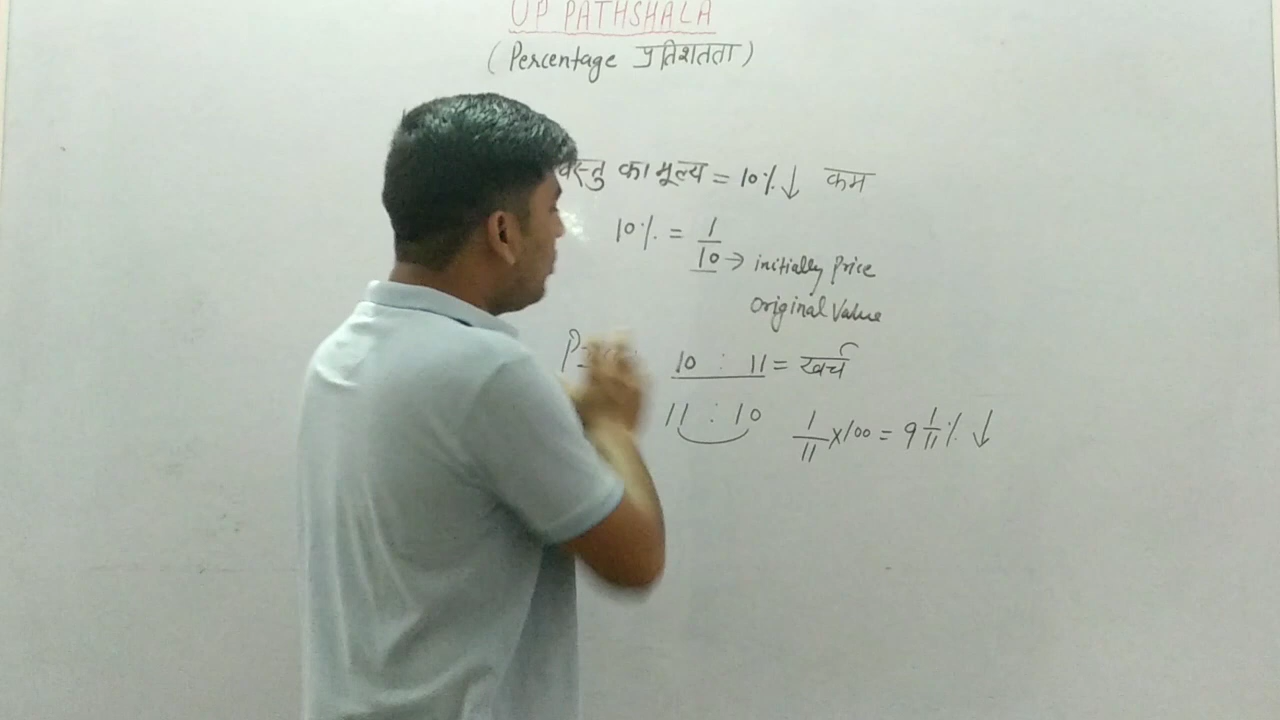 UP PATHSHALA
(Percentage प्रतिशतता)
वस्तु का मूल्य = 10% ↓ कम
10% = 1/10 → initially Price
Original Value
10 : 11 = खर्च
11 : 10 1/11 × 100 = 9 1/11 % ↓